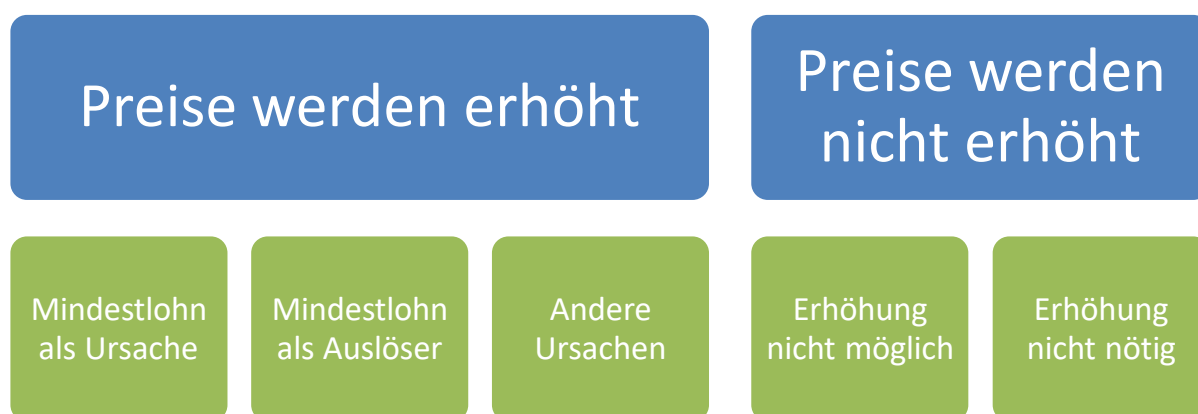 Preise werden erhöht
Preise werden
nicht erhöht
Mindestlohn
als Ursache
Mindestlohn
als Auslöser
Andere
Ursachen
Erhöhung
nicht möglich
Erhöhung
nicht nötig